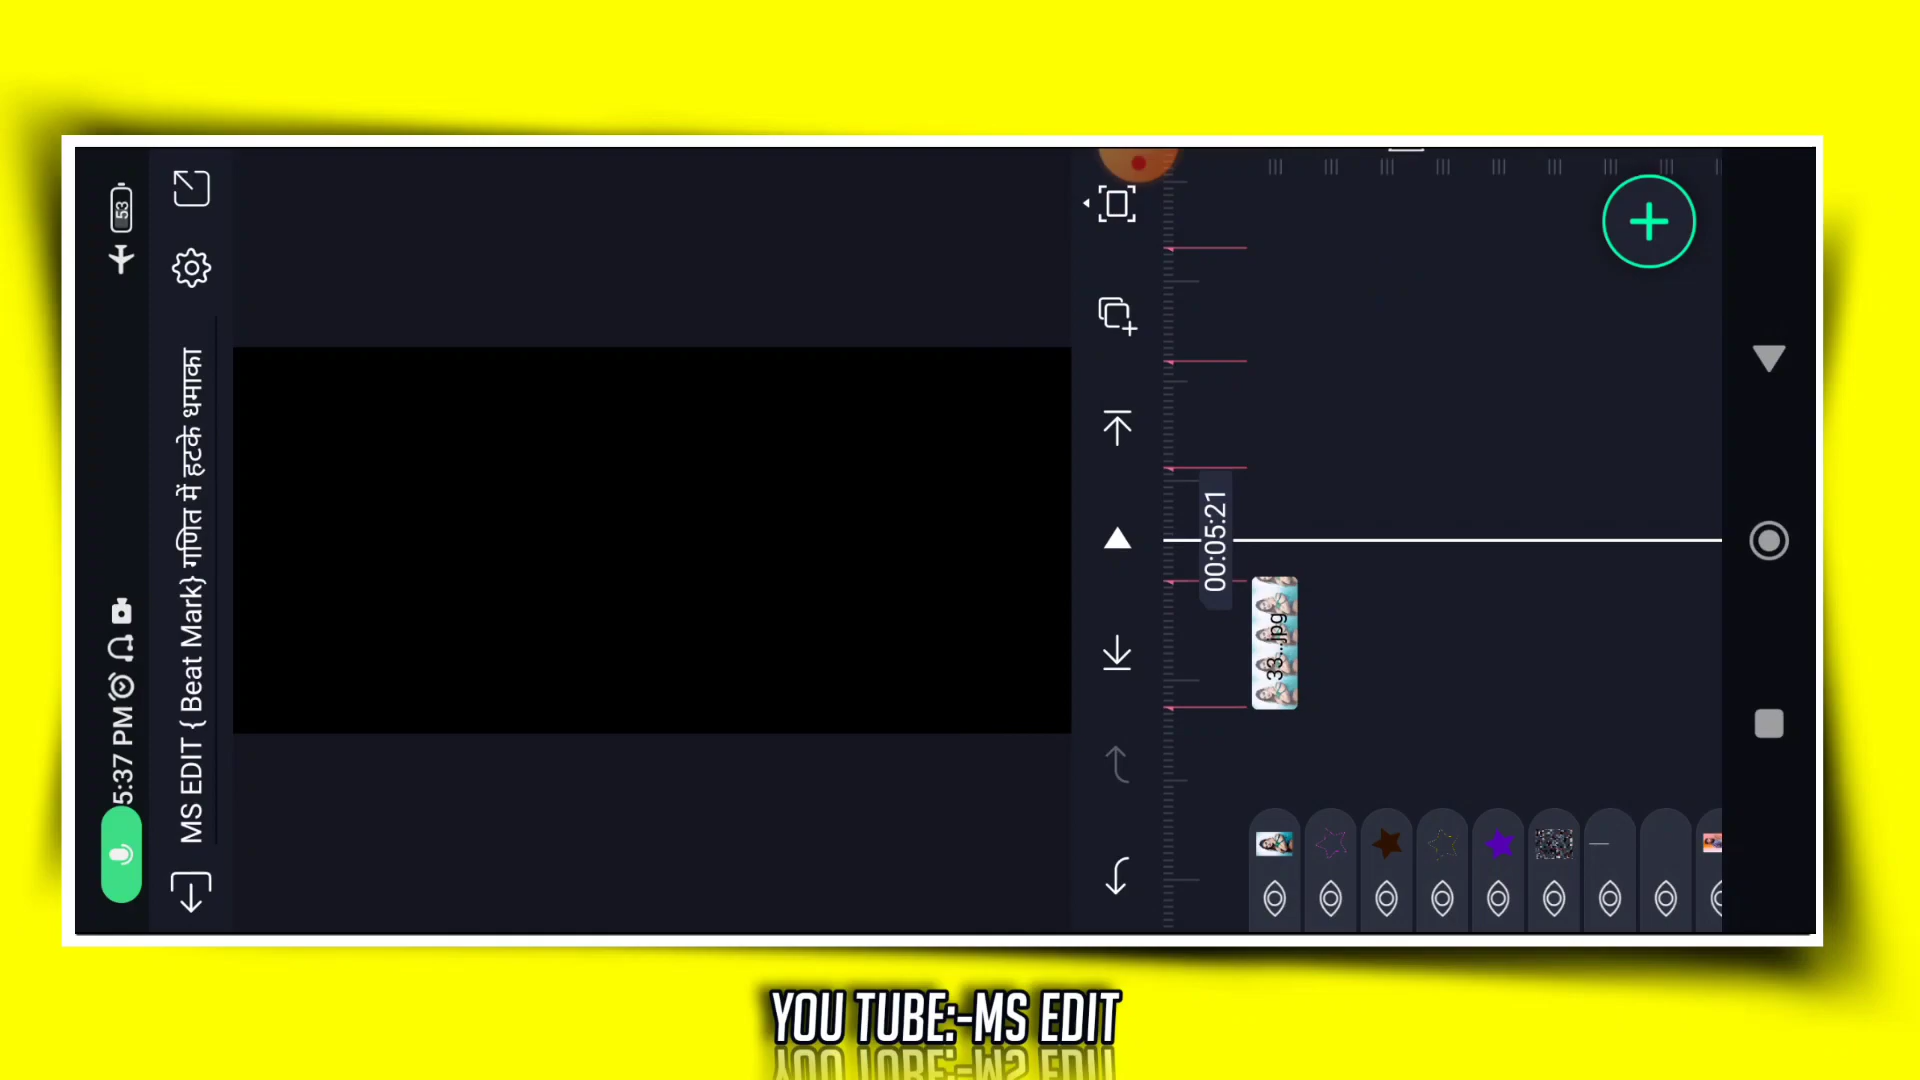 53
5:37 PM
MS EDIT { Beat Mark} गणित में हटके धमाका
00:05:21
33...jpg
YOU TUBE:-MS EDIT